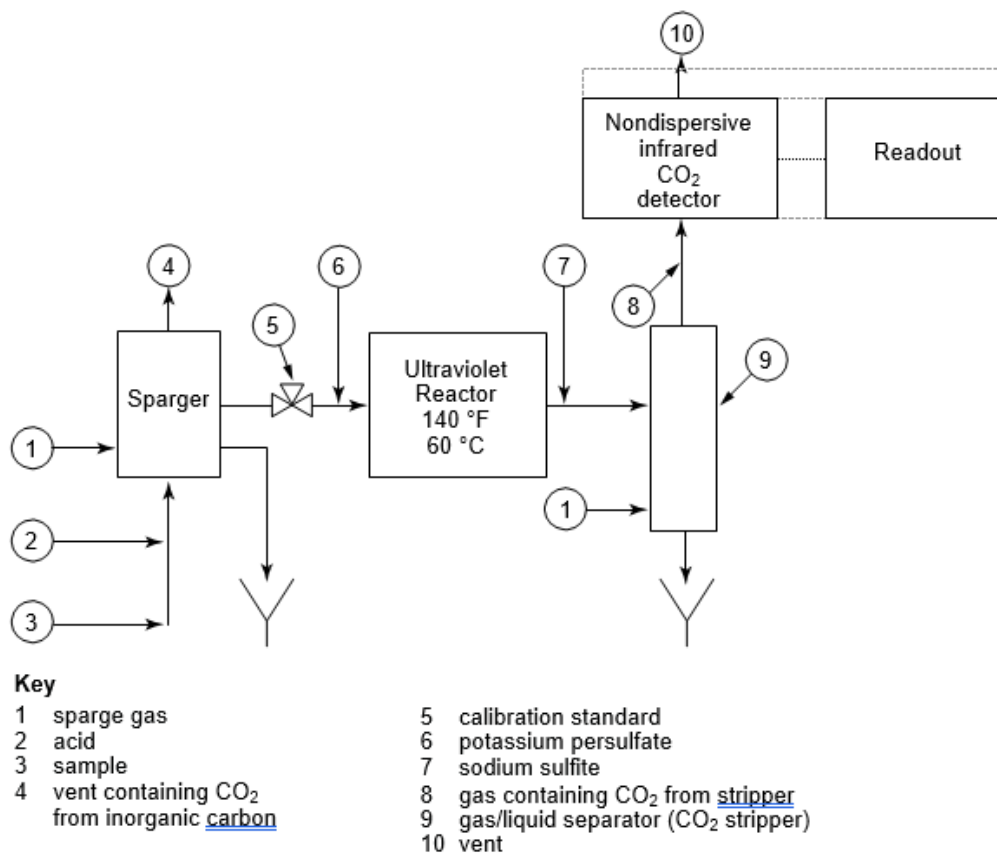 10
Nondispersive
infrared
CO₂
detector
Readout
4
6
7
8
5
9
Sparger
Ultraviolet
Reactor
140 °F
60 °C
1
1
2
3
Key
1 sparge gas
2 acid
3 sample
4 vent containing CO₂
from inorganic carbon
5 calibration standard
6 potassium persulfate
7 sodium sulfite
8 gas containing CO₂ from stripper
9 gas/liquid separator (CO₂ stripper)
10 vent